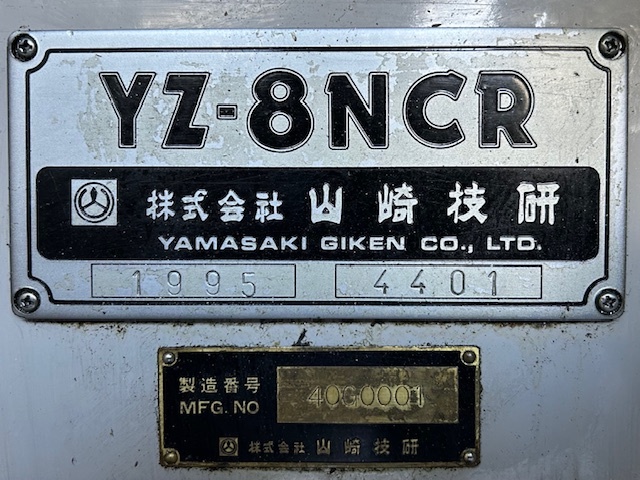 YZ-8NCR
株式会社 山崎技研
YAMASAKI GIKEN CO., LTD.
1995 4401
製造番号
MFG. NO 40G0001
株式会社 山崎技研